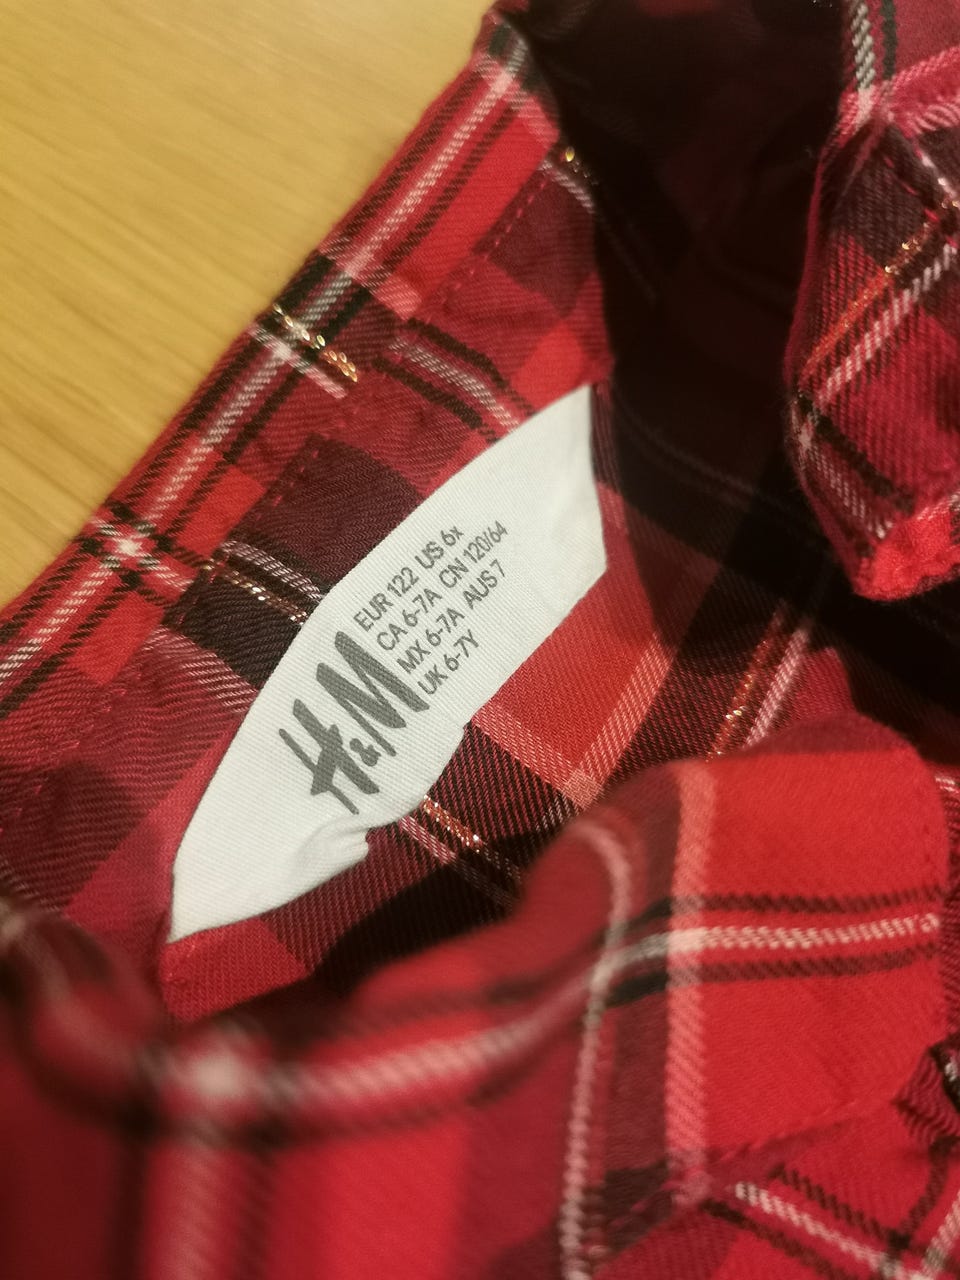 H&M
EUR 122 US 6x
CA 6-7A CN 120/64
MX 6-7A AUS 7
UK 6-7Y